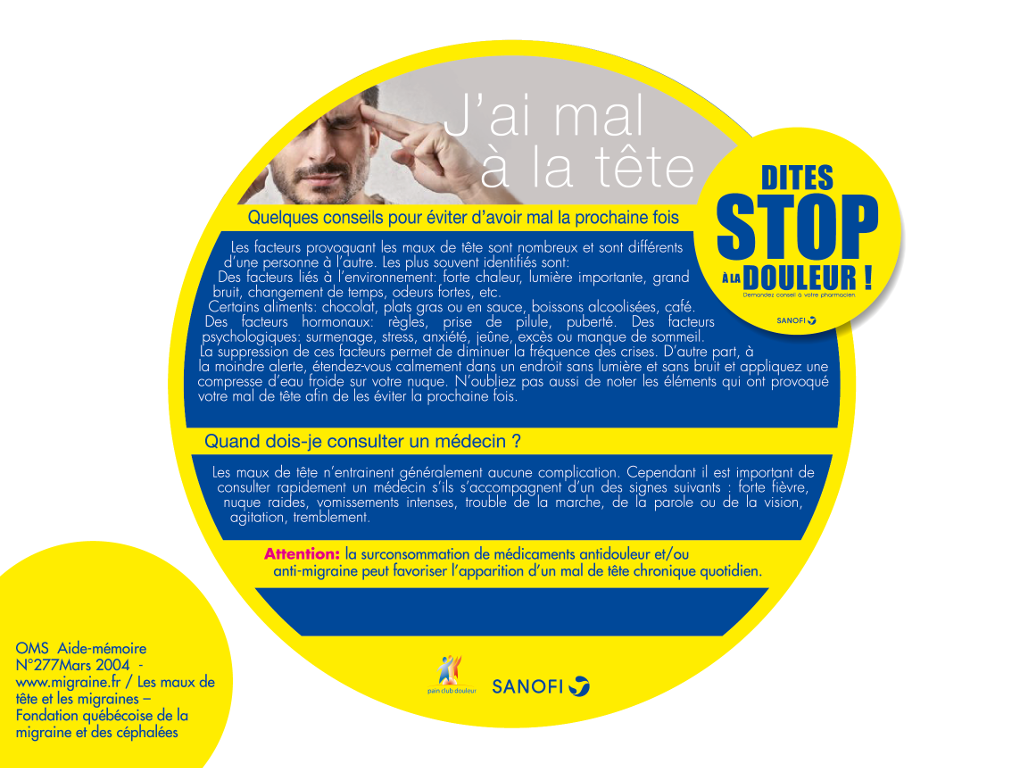 J'ai mal
à la tête
DITES
STOP
À LA DOULEUR !
Demandez conseil à votre pharmacien.
SANOFI
Quelques conseils pour éviter d'avoir mal la prochaine fois
Les facteurs provoquant les maux de tête sont nombreux et sont différents
d'une personne à l'autre. Les plus souvent identifiés sont:
Des facteurs liés à l'environnement: forte chaleur, lumière importante, grand
bruit, changement de temps, odeurs fortes, etc.
Certains aliments: chocolat, plats gras ou en sauce, boissons alcoolisées, café.
Des facteurs hormonaux: règles, prise de pilule, puberté. Des facteurs
psychologiques: surmenage, stress, anxiété, jeûne, excès ou manque de sommeil.
La suppression de ces facteurs permet de diminuer la fréquence des crises. D'autre part, à
la moindre alerte, étendez-vous calmement dans un endroit sans lumière et sans bruit et appliquez une
compresse d'eau froide sur votre nuque. N'oubliez pas aussi de noter les éléments qui ont provoqué
votre mal de tête afin de les éviter la prochaine fois.
Quand dois-je consulter un médecin ?
Les maux de tête n'entrainent généralement aucune complication. Cependant il est important de
consulter rapidement un médecin s'ils s'accompagnent d'un des signes suivants : forte fièvre,
nuque raides, vomissements intenses, trouble de la marche, de la parole ou de la vision,
agitation, tremblement.
Attention: la surconsommation de médicaments antidouleur et/ou
anti-migraine peut favoriser l'apparition d'un mal de tête chronique quotidien.
pain club douleur
SANOFI
OMS Aide-mémoire
N°277Mars 2004 -
www.migraine.fr / Les maux de
tête et les migraines –
Fondation québécoise de la
migraine et des céphalées